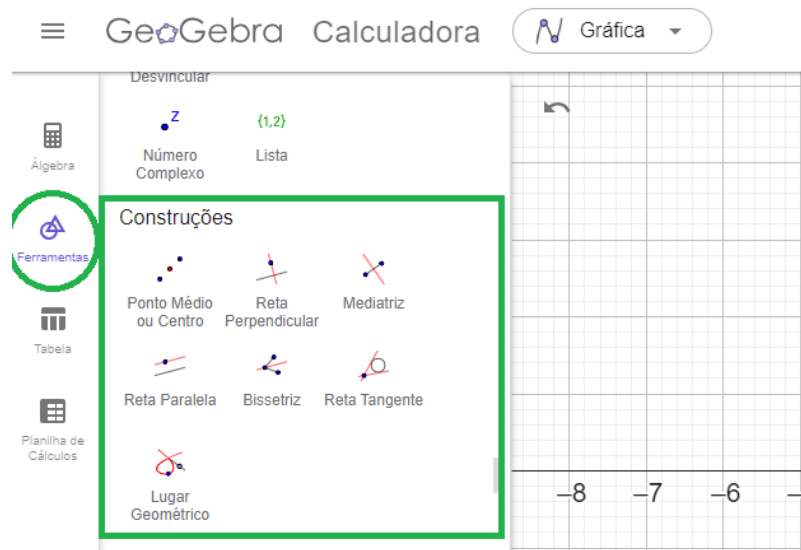 GeoGebra Calculadora
Gráfica
Desvincular
Z
{1,2}
Número
Complexo
Lista
Álgebra
Construções
Ferramentas
Ponto Médio
ou Centro
Reta
Perpendicular
Mediatriz
Tabela
Reta Paralela
Bissetriz
Reta Tangente
Planilha de
Cálculos
Lugar
Geométrico
–8
–7
–6